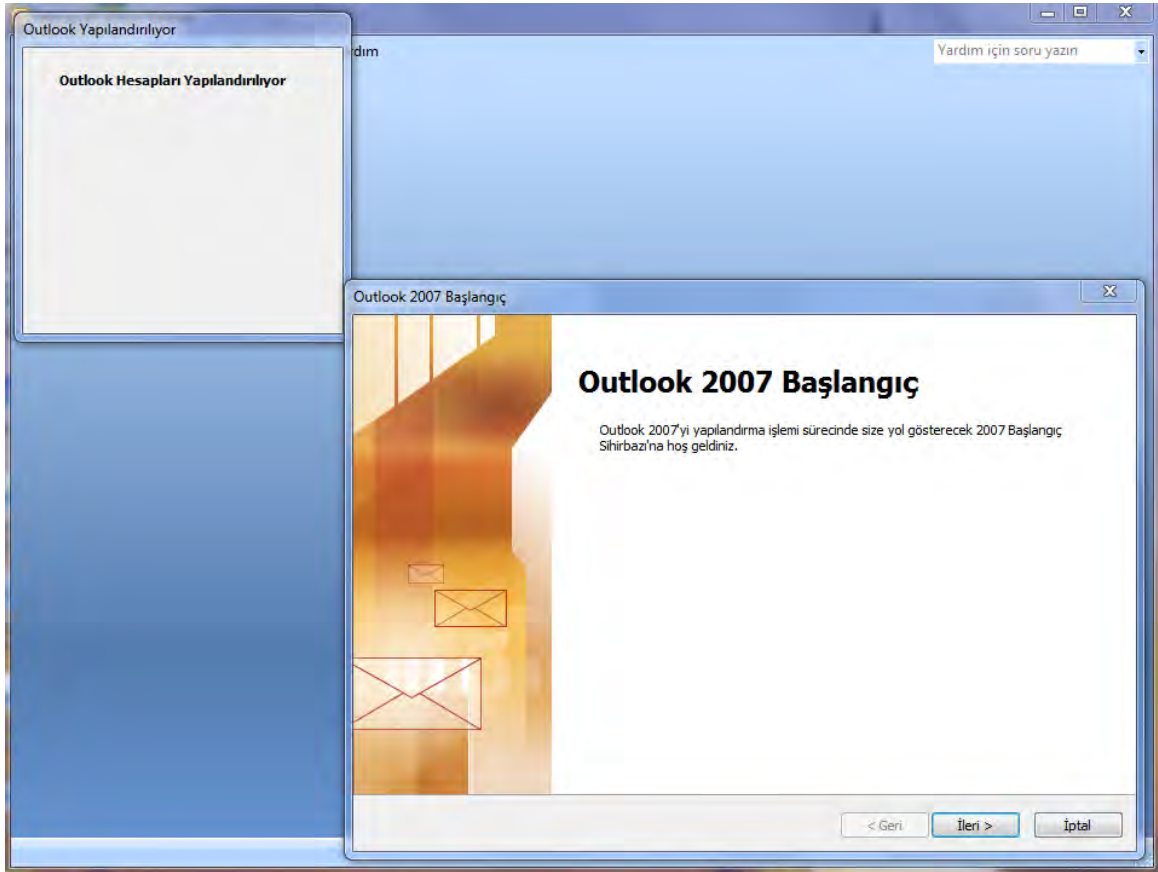 Outlook Yapılandırılıyor
dım
Yardım için soru yazın
Outlook Hesapları Yapılandırılıyor
Outlook 2007 Başlangıç
Outlook 2007 Başlangıç
Outlook 2007'yi yapılandırma işlemi sürecinde size yol gösterecek 2007 Başlangıç
Sihirbazı'na hoş geldiniz.
< Geri
İleri >
İptal